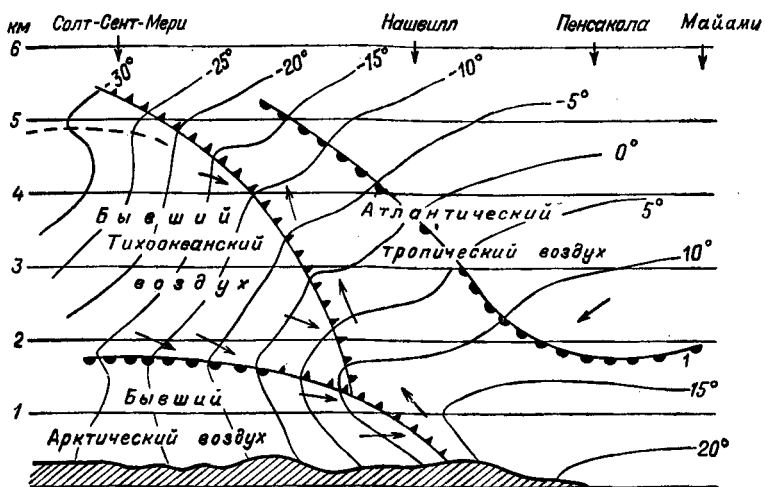 км
Солт-Сент-Мери
Нашвилл
Пенсакола
Майами
6
-30°
-25°
-20°
-15°
-10°
-5°
5
0°
4
Бывший
Тихоокеанский
воздух
Атлантический
тропический воздух
5°
10°
3
2
1
Бывший
Арктический воздух
15°
1
20°